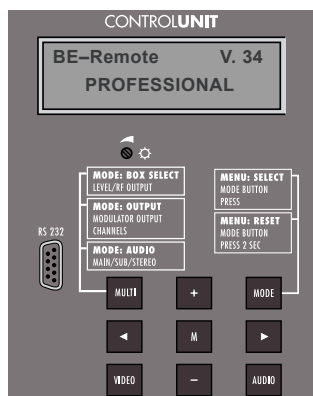 CONTROLUNIT
BE–Remote V. 34
PROFESSIONAL
MODE: BOX SELECT
LEVEL/RF OUTPUT
MODE: OUTPUT
MODULATOR OUTPUT
CHANNELS
MODE: AUDIO
MAIN/SUB/STEREO
MENU: SELECT
MODE BUTTON
PRESS
MENU: RESET
MODE BUTTON
PRESS 2 SEC
RS 232
MULTI + MODE
◄ M ►
VIDEO – AUDIO